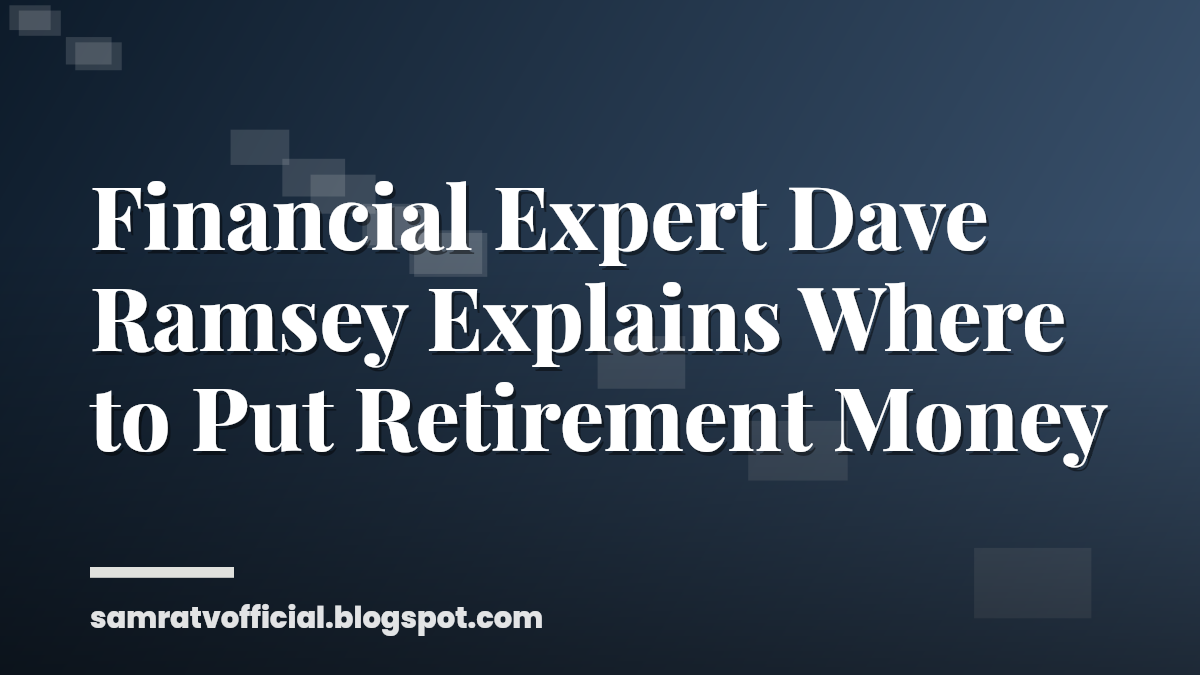 Financial Expert Dave
Ramsey Explains Where
to Put Retirement Money
samratvofficial.blogspot.com